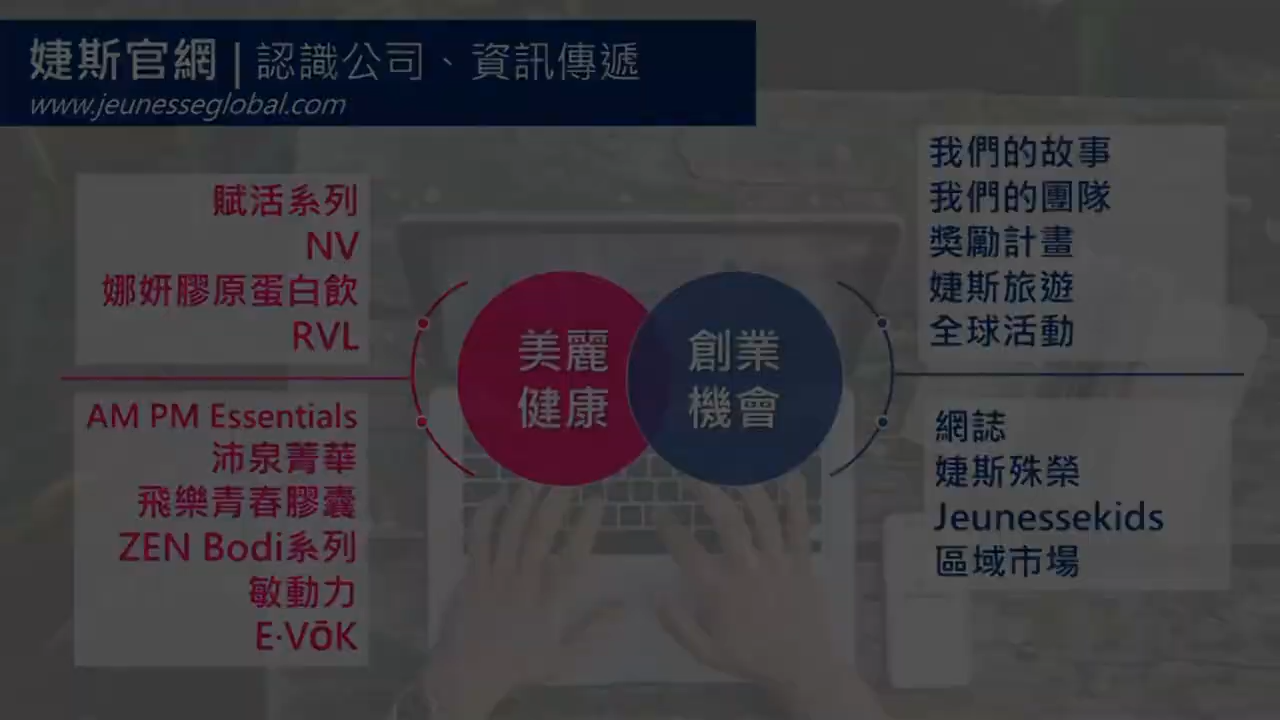 婕斯官網 | 認識公司、資訊傳遞
www.jeunesseglobal.com
賦活系列
NV
娜妍膠原蛋白飲
RVL
AM PM Essentials
沛泉菁華
飛樂青春膠囊
ZEN Bodi系列
敏動力
E·VŌK
美麗
健康
創業
機會
我們的故事
我們的團隊
獎勵計畫
婕斯旅遊
全球活動
網誌
婕斯殊榮
Jeunessekids
區域市場